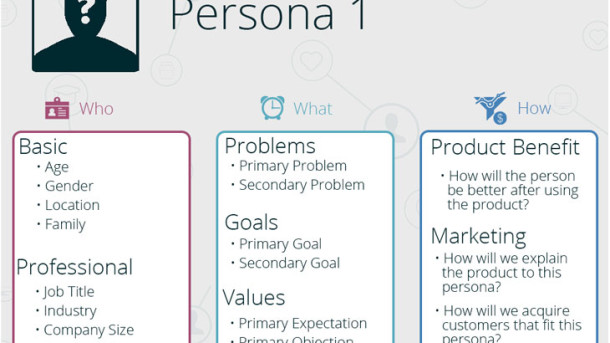 ?
Persona 1
Who
Basic
• Age
• Gender
• Location
• Family
Professional
• Job Title
• Industry
• Company Size
What
Problems
• Primary Problem
• Secondary Problem
Goals
• Primary Goal
• Secondary Goal
Values
• Primary Expectation
• Primary Objection
How
$
Product Benefit
• How will the person
be better after using
the product?
Marketing
• How will we explain
the product to this
persona?
• How will we acquire
customers that fit this
persona?